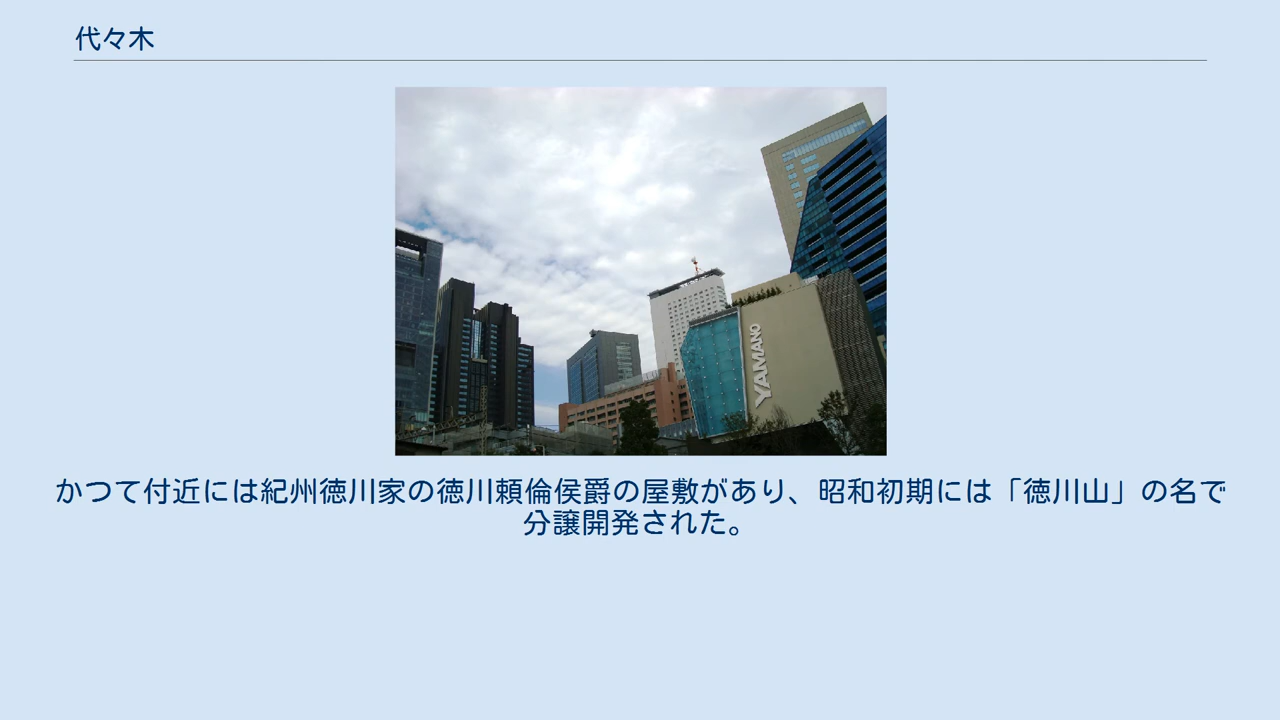 代々木
YAMANO
かつて付近には紀州徳川家の徳川頼倫侯爵の屋敷があり、昭和初期には「徳川山」の名で
分譲開発された。